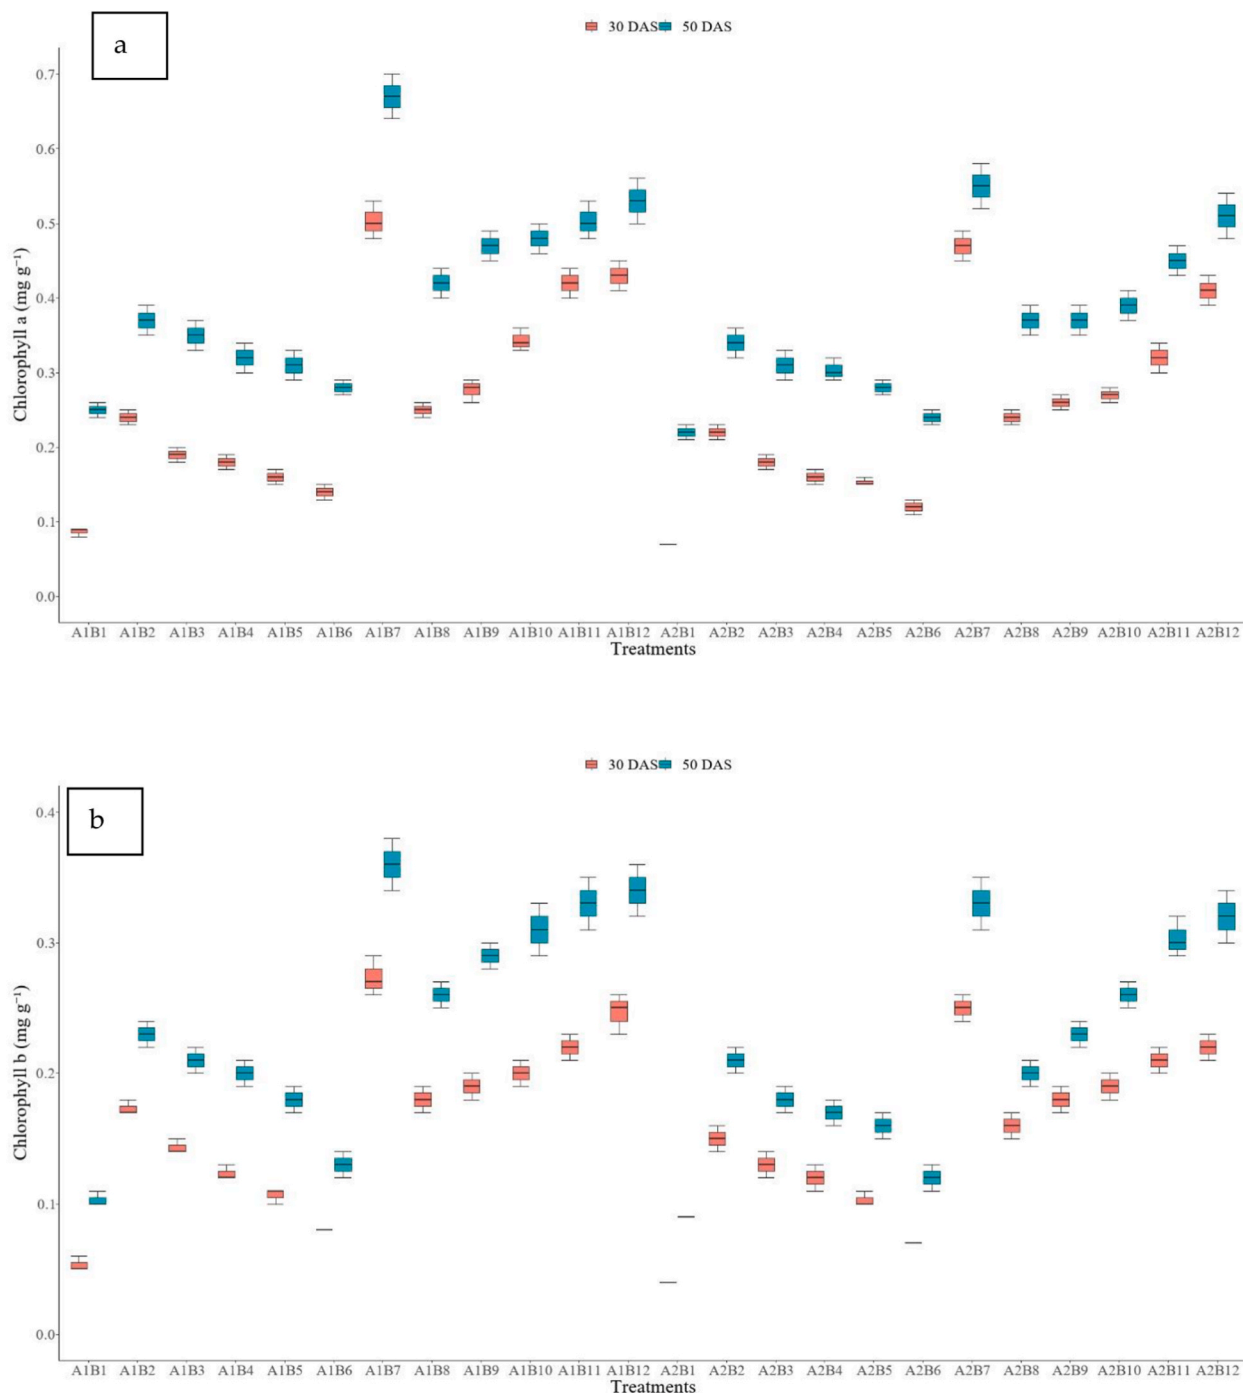 30 DAS 50 DAS
a
0.7
0.6
0.5
0.4
0.3
0.2
0.1
0.0
Chlorophyll a (mg g⁻¹)
A1B1 A1B2 A1B3 A1B4 A1B5 A1B6 A1B7 A1B8 A1B9 A1B10 A1B11 A1B12 A2B1 A2B2 A2B3 A2B4 A2B5 A2B6 A2B7 A2B8 A2B9 A2B10 A2B11 A2B12
Treatments
30 DAS 50 DAS
b
0.4
0.3
0.2
0.1
0.0
Chlorophyll b (mg g⁻¹)
A1B1 A1B2 A1B3 A1B4 A1B5 A1B6 A1B7 A1B8 A1B9 A1B10 A1B11 A1B12 A2B1 A2B2 A2B3 A2B4 A2B5 A2B6 A2B7 A2B8 A2B9 A2B10 A2B11 A2B12
Treatments